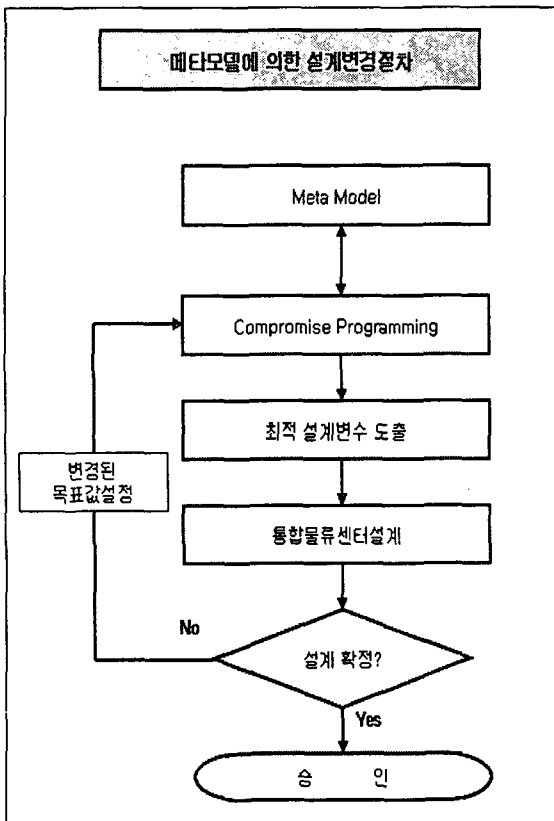 메타모델에 의한 설계변경절차
Meta Model
Compromise Programming
최적 설계변수 도출
변경된
목표값설정
통합물류센터설계
No
설계 확정?
Yes
승 인